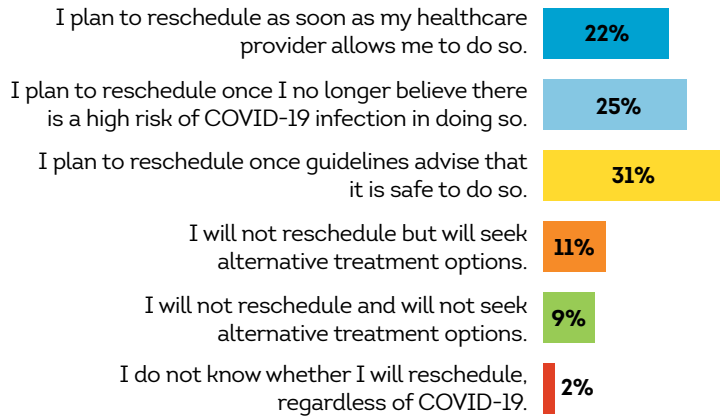 I plan to reschedule as soon as my healthcare
provider allows me to do so.
22%
I plan to reschedule once I no longer believe there
is a high risk of COVID-19 infection in doing so.
25%
I plan to reschedule once guidelines advise that
it is safe to do so.
31%
I will not reschedule but will seek
alternative treatment options.
11%
I will not reschedule and will not seek
alternative treatment options.
9%
I do not know whether I will reschedule,
regardless of COVID-19.
2%